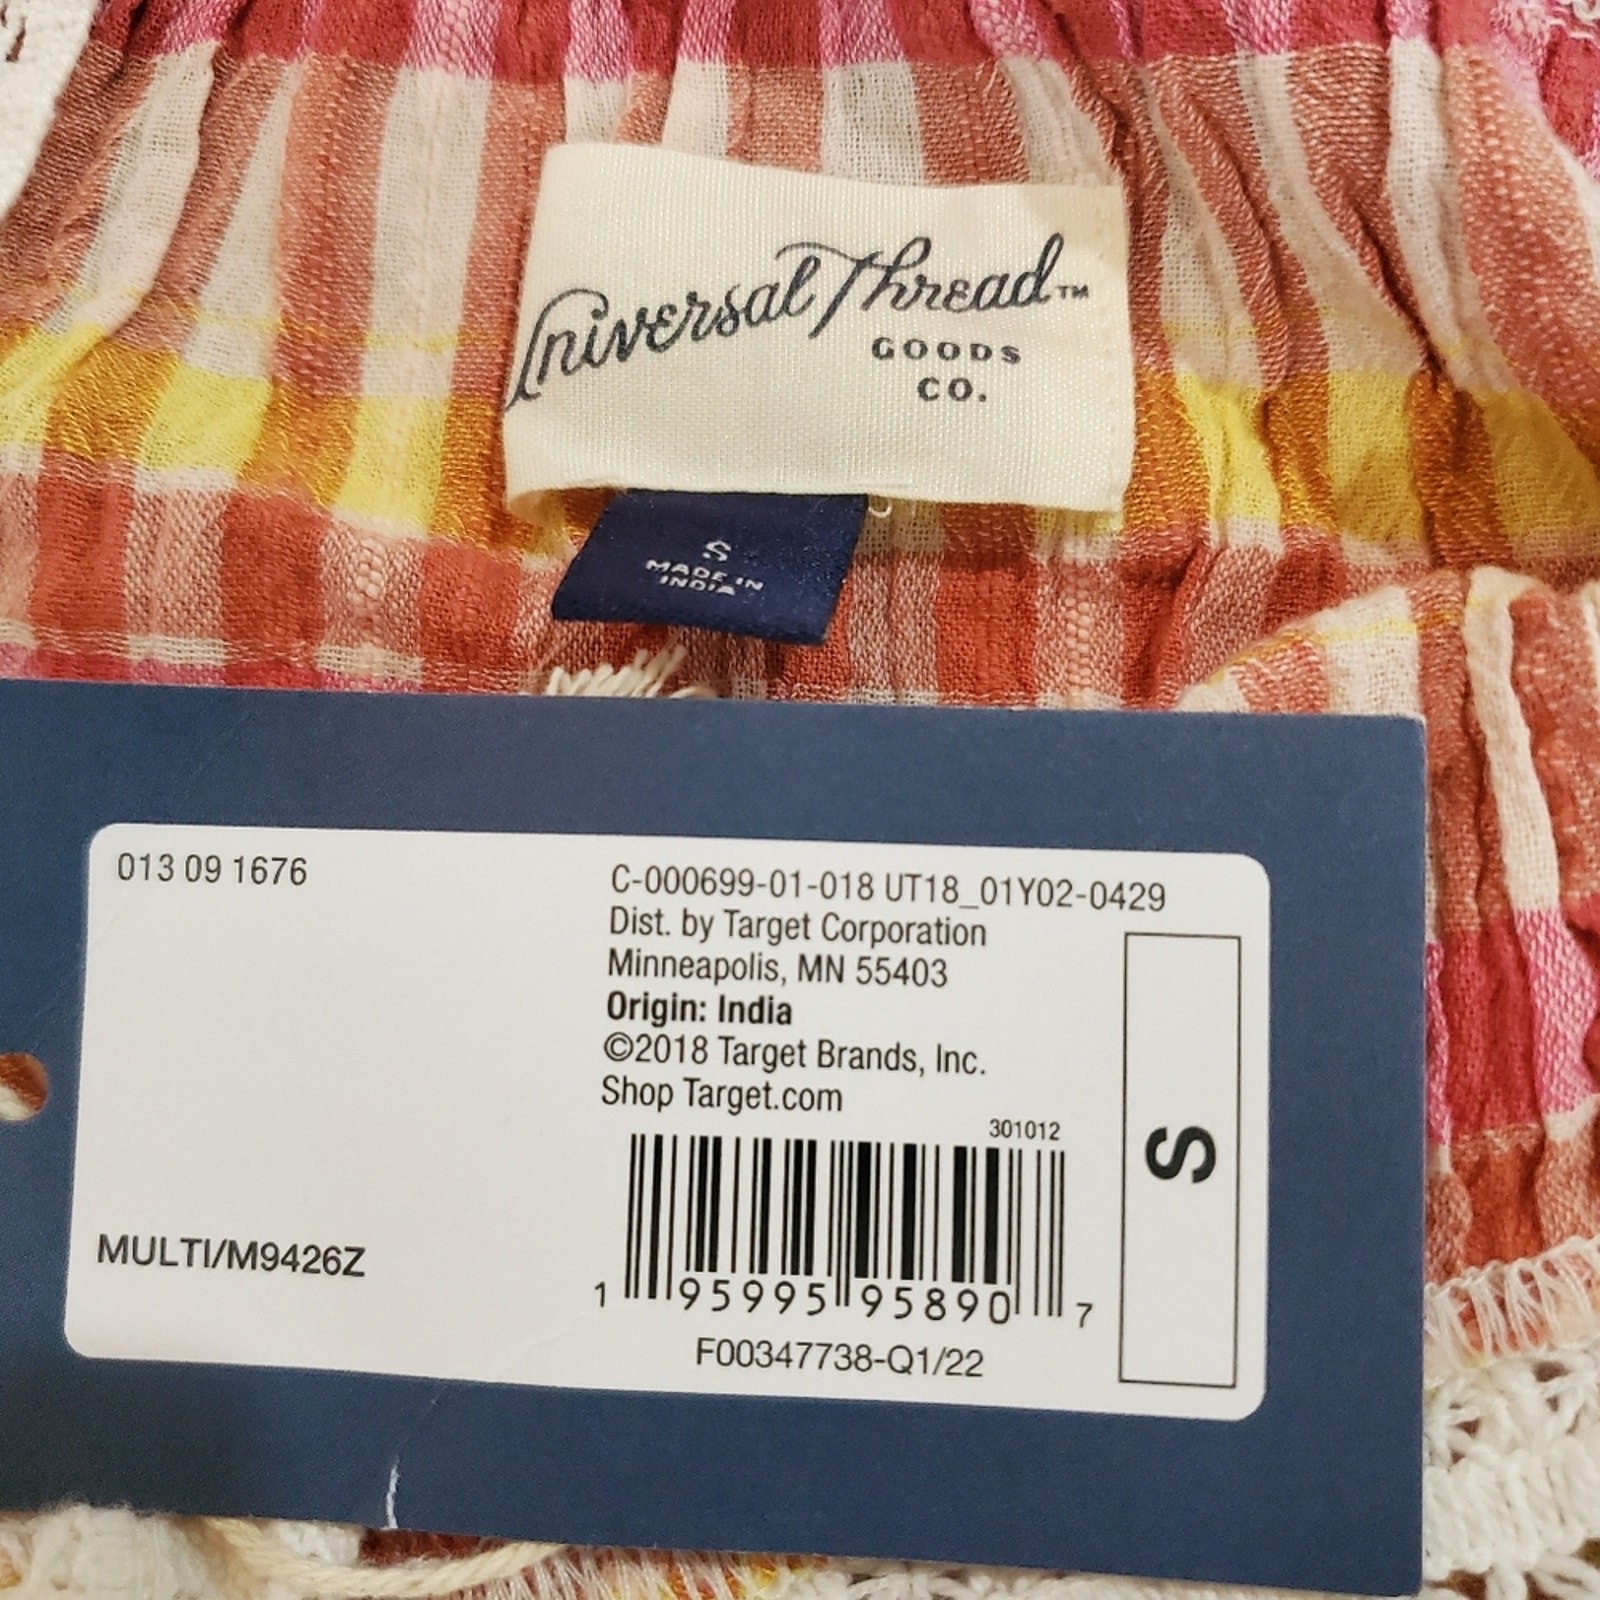 Universal Thread™
GOODS
CO.
S
MADE IN
INDIA
013 09 1676
C-000699-01-018 UT18_01Y02-0429
Dist. by Target Corporation
Minneapolis, MN 55403
Origin: India
©2018 Target Brands, Inc.
Shop Target.com
301012
S
MULTI/M9426Z
1 95995 95890 7
F00347738-Q1/22